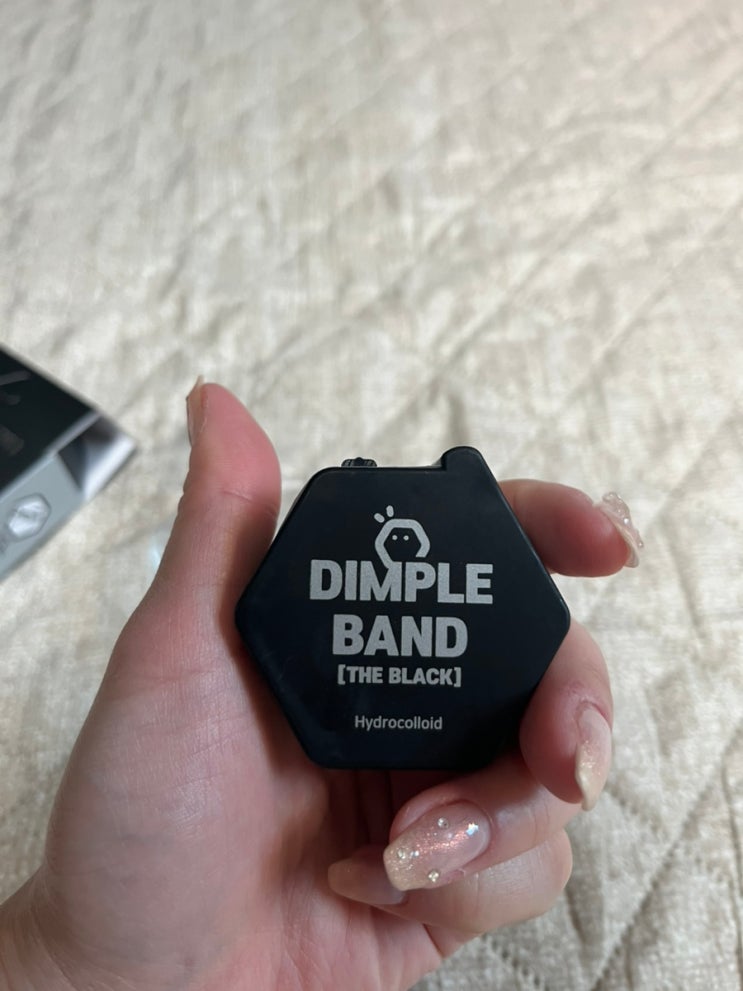 DIMPLE
BAND
[THE BLACK]
Hydrocolloid